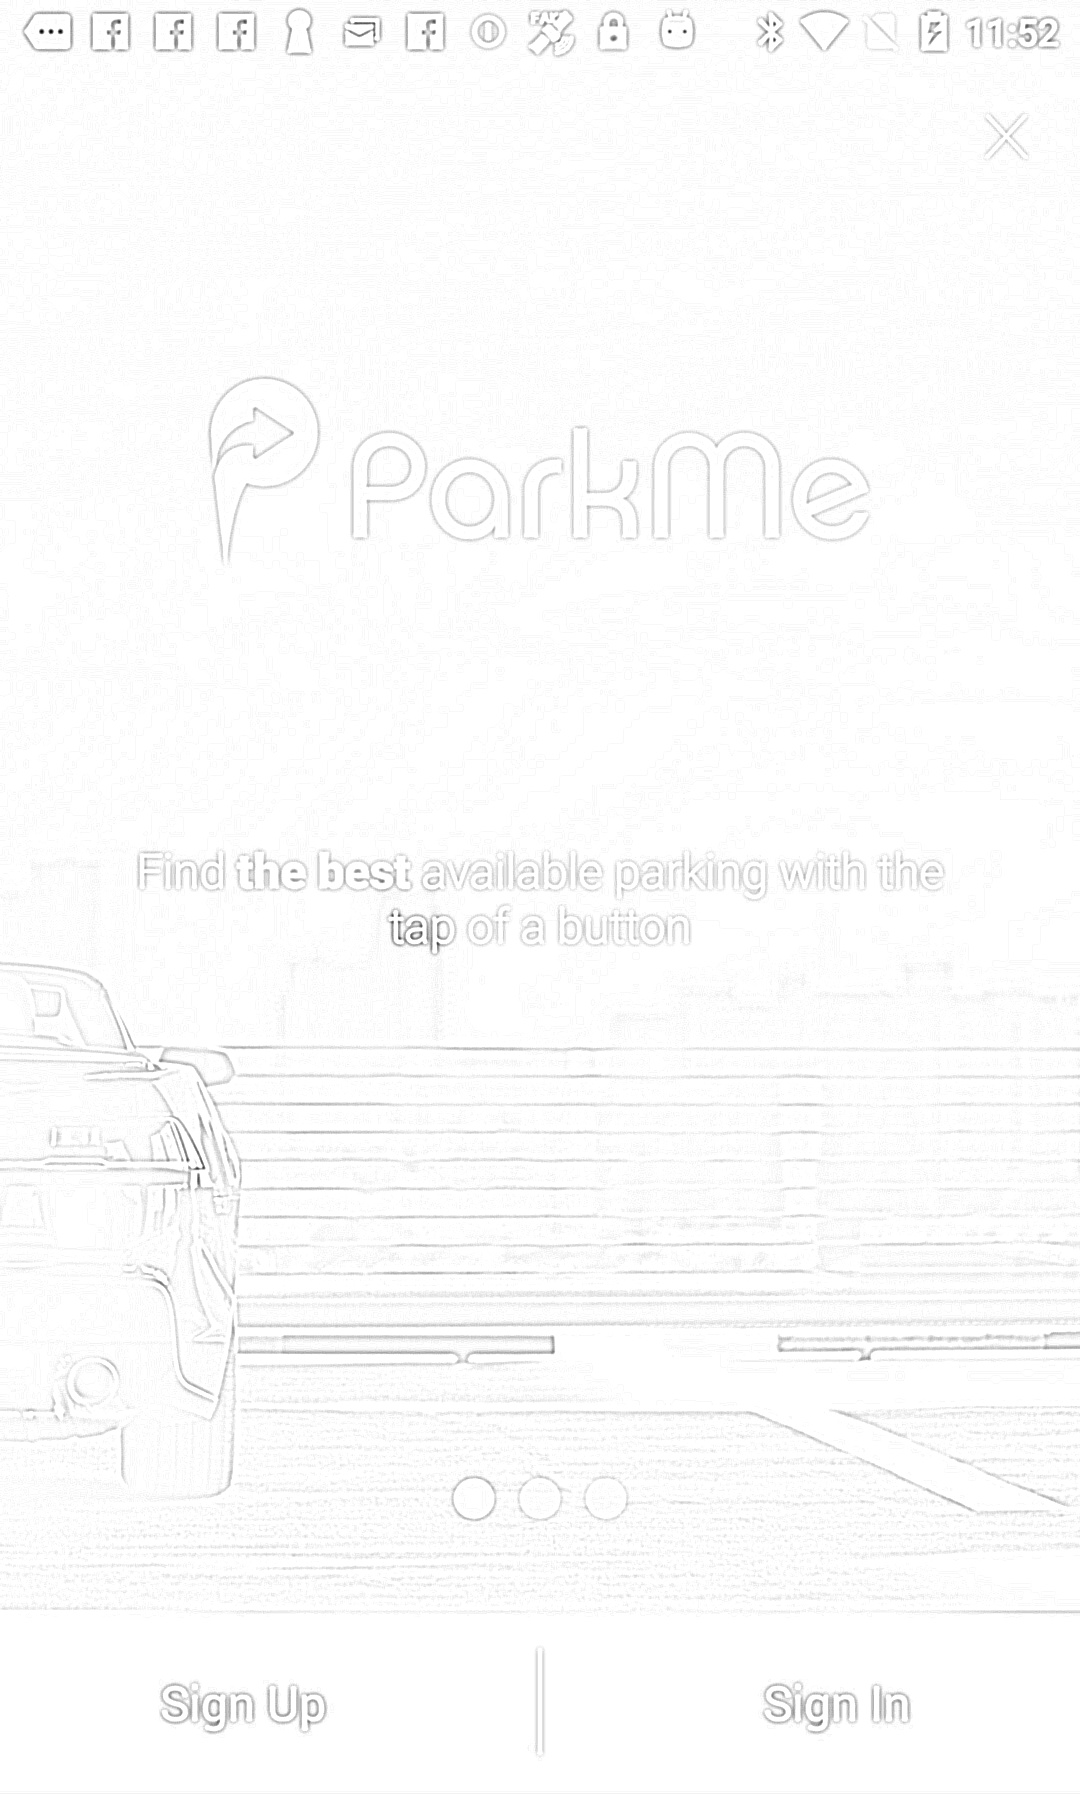 11:52
ParkMe
Find the best available parking with the
tap of a button
Sign Up
Sign In